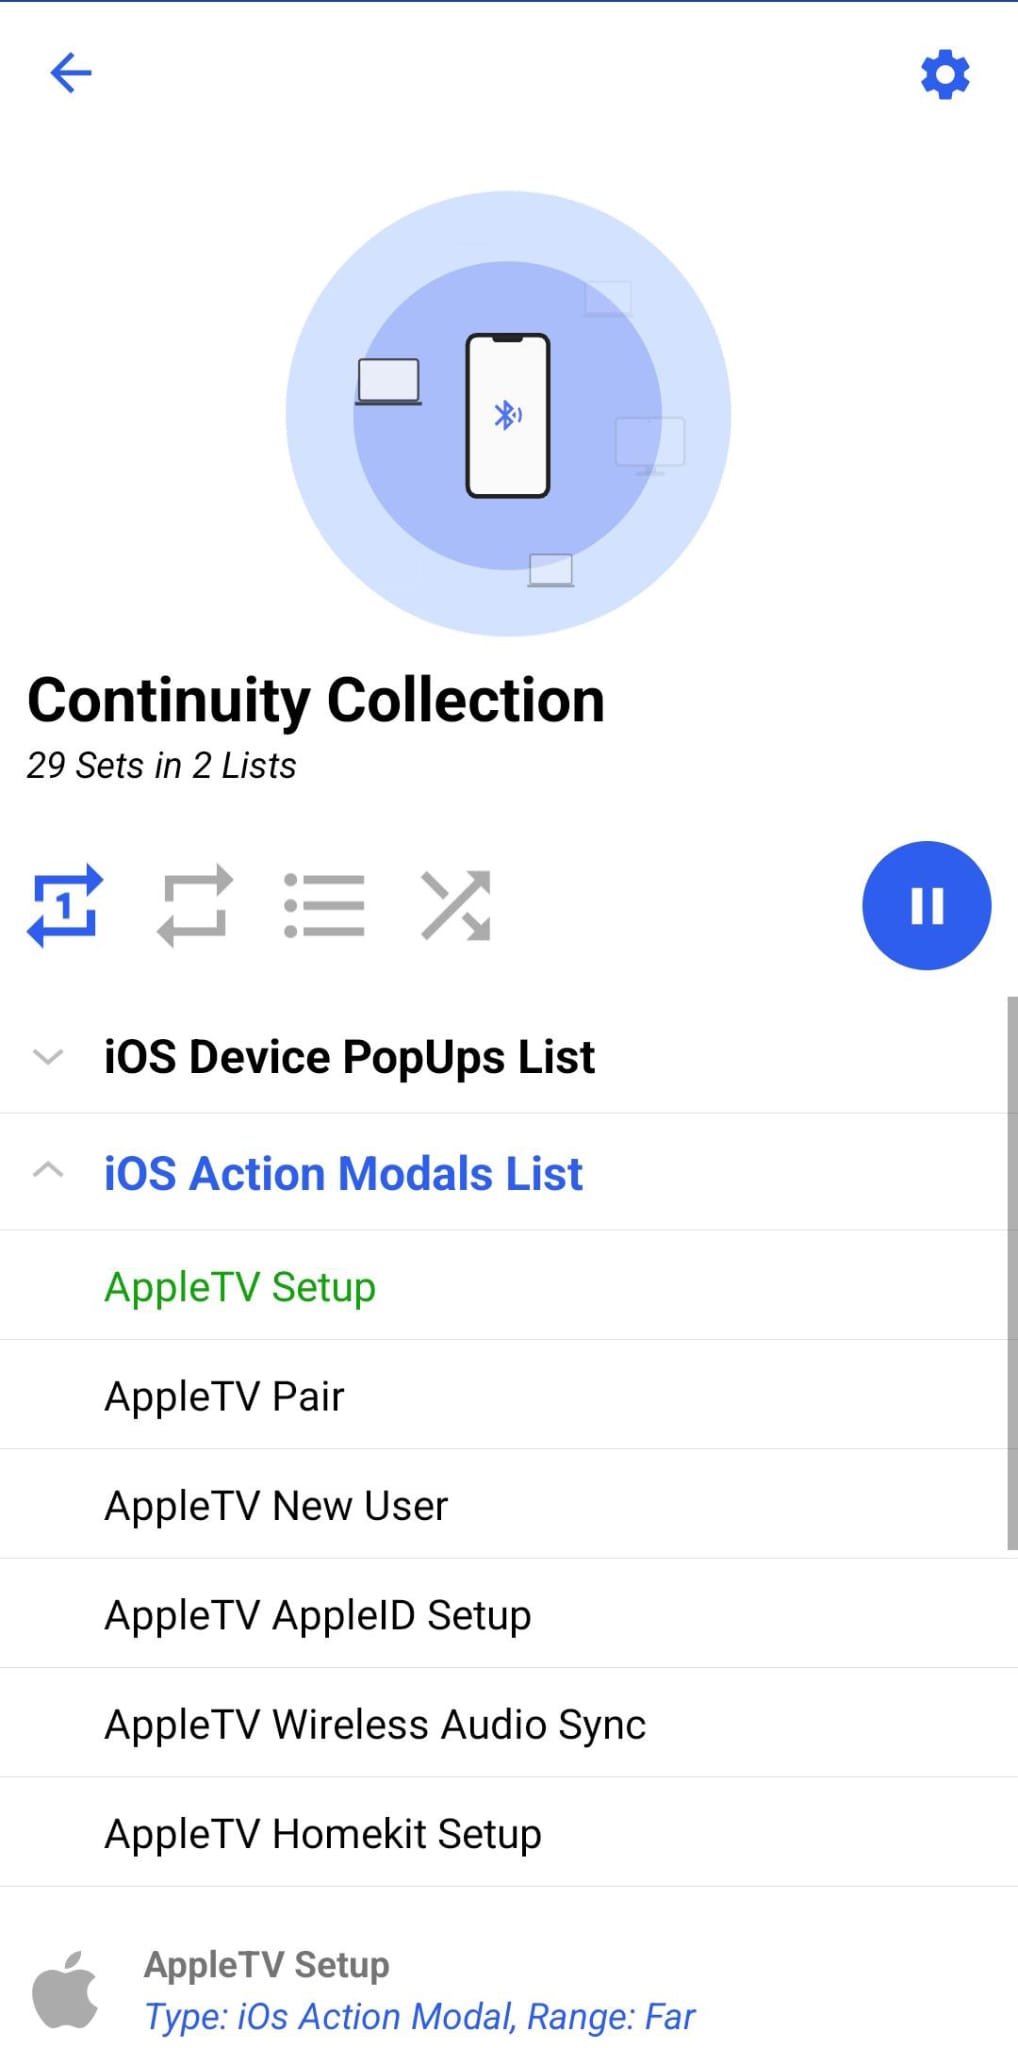 Continuity Collection
29 Sets in 2 Lists
1
iOS Device PopUps List
iOS Action Modals List
AppleTV Setup
AppleTV Pair
AppleTV New User
AppleTV AppleID Setup
AppleTV Wireless Audio Sync
AppleTV Homekit Setup
AppleTV Setup
Type: iOs Action Modal, Range: Far